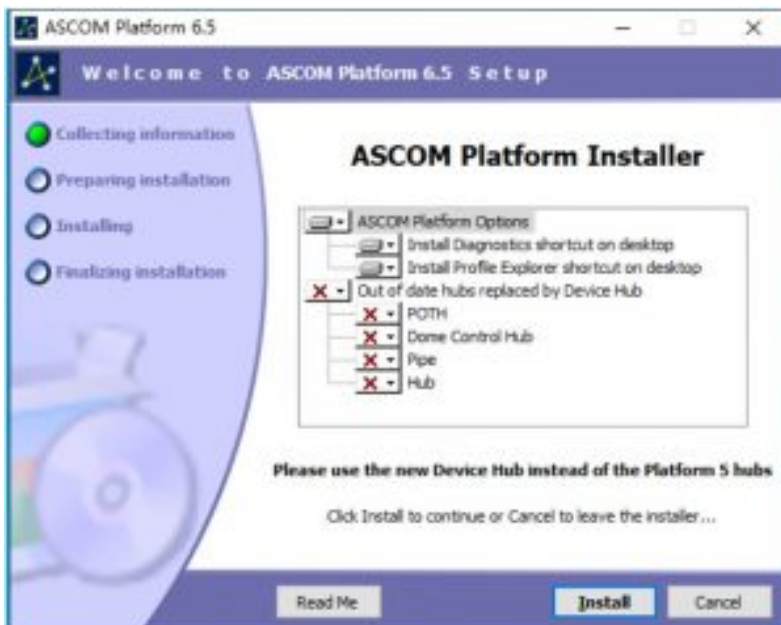 ASCOM Platform 6.5
Welcome to ASCOM Platform 6.5 Setup
Collecting information
Preparing installation
Installing
Finalizing installation
ASCOM Platform Installer
ASCOM Platform Options
Install Diagnostics shortcut on desktop
Install Profile Explorer shortcut on desktop
Out of date hubs replaced by Device Hub
POTH
Dome Control Hub
Pipe
Hub
Please use the new Device Hub instead of the Platform 5 hubs
Click Install to continue or Cancel to leave the installer...
Read Me
Install
Cancel